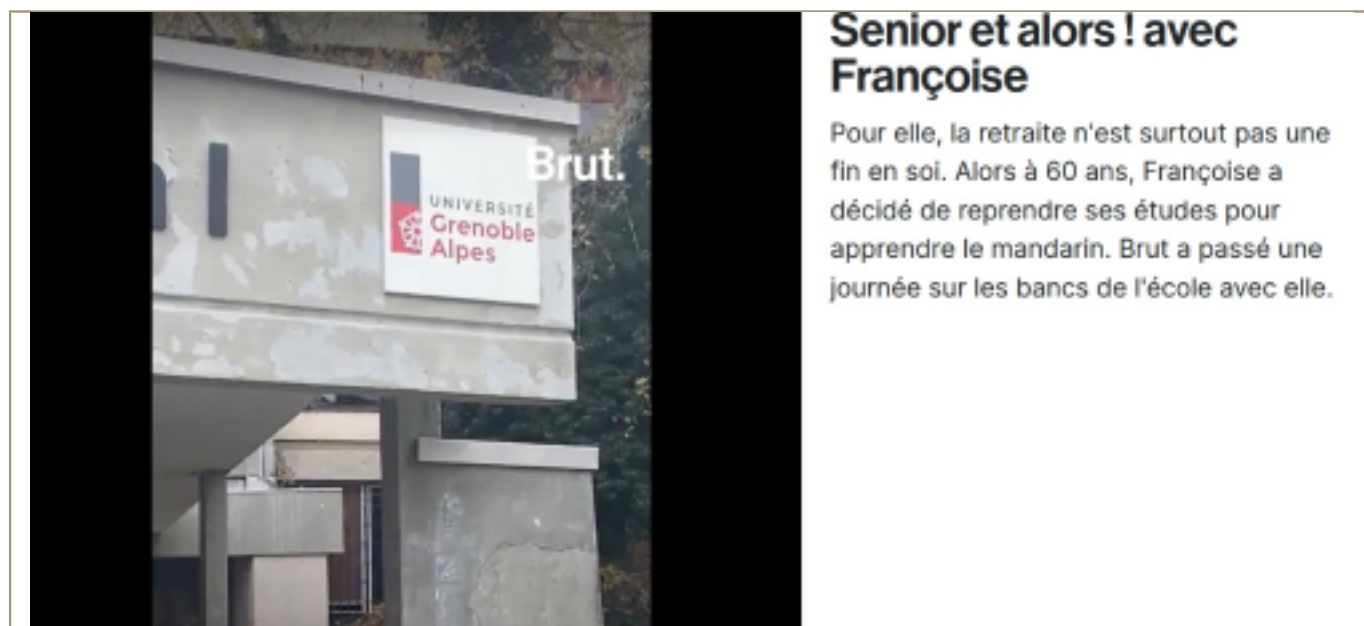 Brut.
UNIVERSITÉ
Grenoble
Alpes
Senior et alors ! avec
Françoise
Pour elle, la retraite n'est surtout pas une
fin en soi. Alors à 60 ans, Françoise a
décidé de reprendre ses études pour
apprendre le mandarin. Brut a passé une
journée sur les bancs de l'école avec elle.